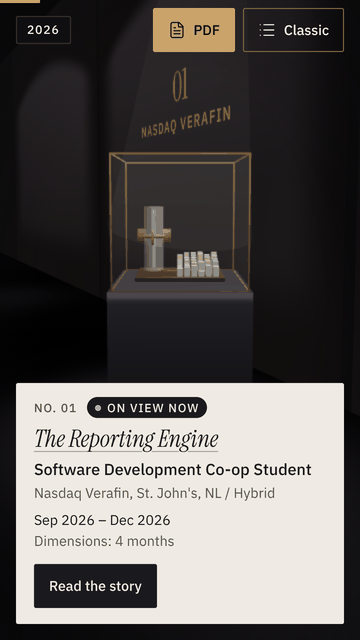 2026
PDF
Classic
01
NASDAQ VERAFIN
NO. 01
ON VIEW NOW
The Reporting Engine
Software Development Co-op Student
Nasdaq Verafin, St. John's, NL / Hybrid
Sep 2026 – Dec 2026
Dimensions: 4 months
Read the story